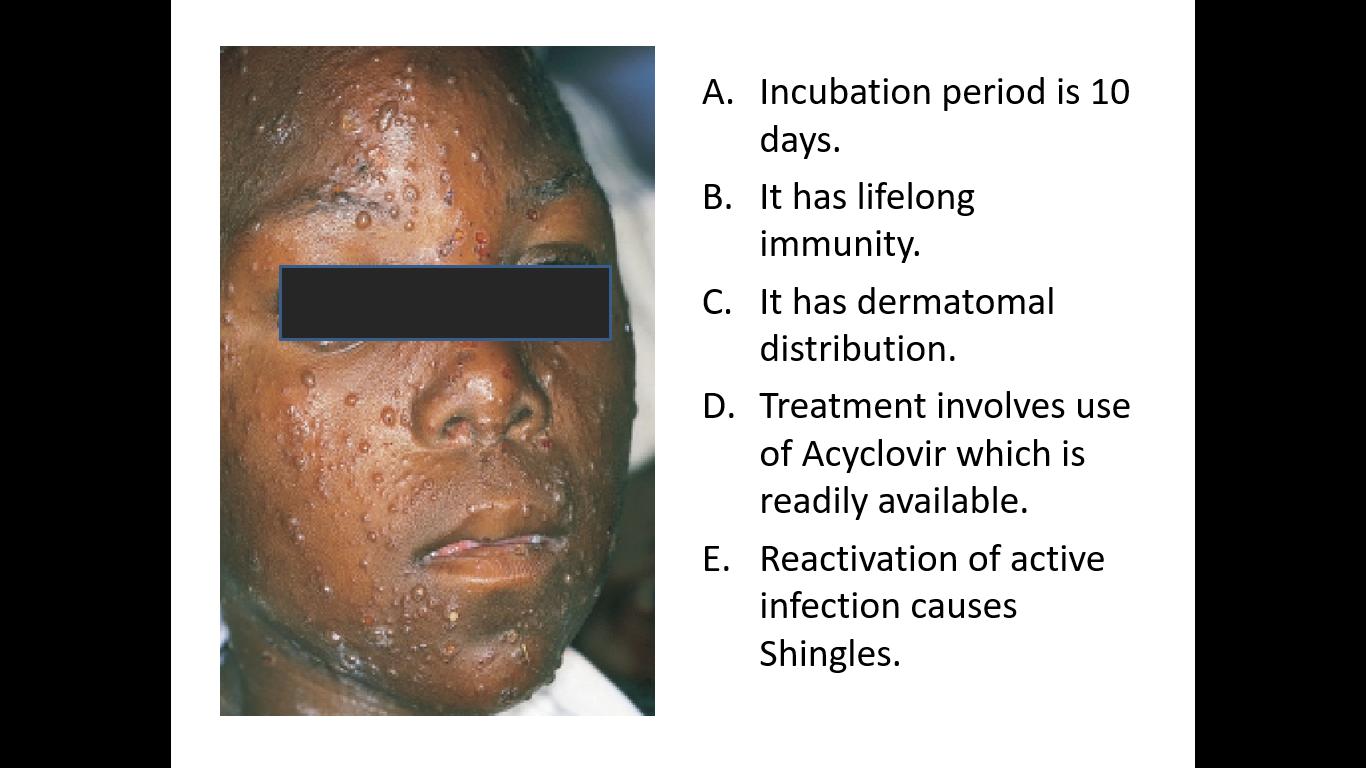 A. Incubation period is 10
days.
B. It has lifelong
immunity.
C. It has dermatomal
distribution.
D. Treatment involves use
of Acyclovir which is
readily available.
E. Reactivation of active
infection causes
Shingles.